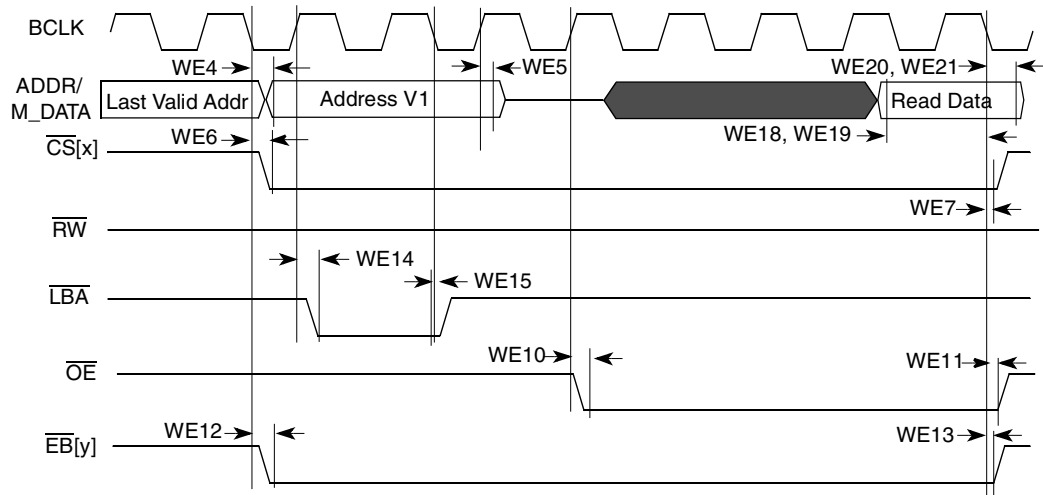 BCLK
WE4
WE5
WE20, WE21
ADDR/
M_DATA
Last Valid Addr
Address V1
Read Data
WE6
WE18, WE19
CS[x]
WE7
RW
WE14
WE15
LBA
WE10
WE11
OE
WE12
WE13
EB[y]